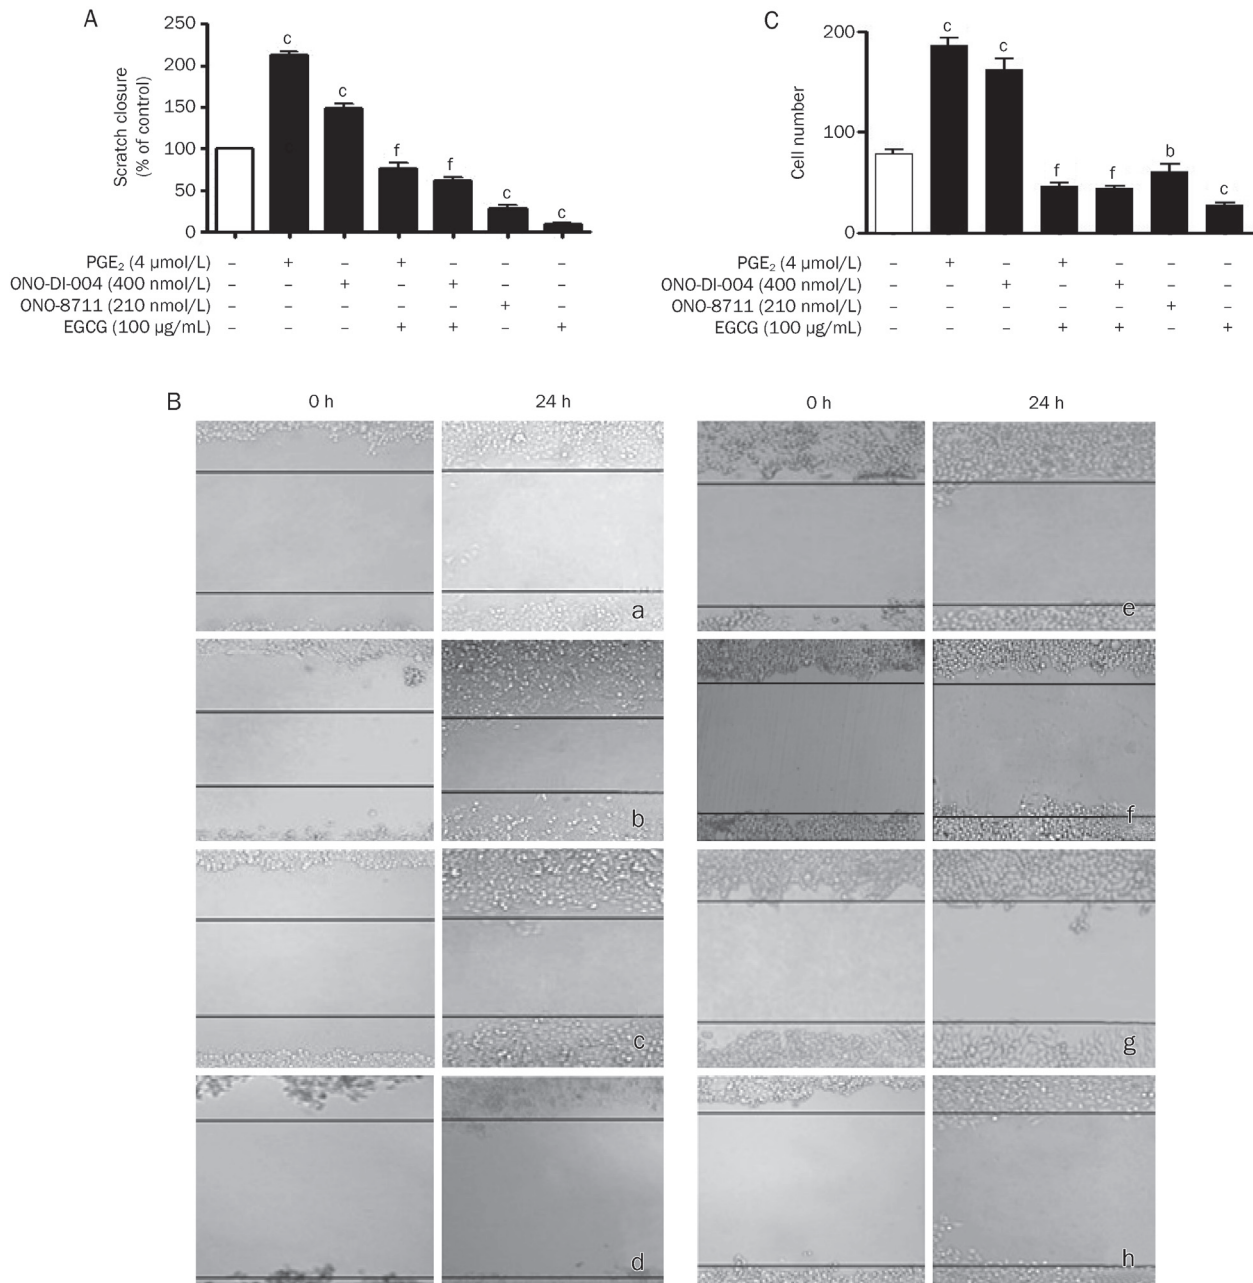 A
Scratch closure
(% of control)
250
200
150
100
50
0
c
c
c
f
f
c
c
PGE₂ (4 µmol/L) – + – + – – –
ONO-DI-004 (400 nmol/L) – – + – + – –
ONO-8711 (210 nmol/L) – – – – – + –
EGCG (100 µg/mL) – – – + + – +
C
Cell number
200
100
0
c
c
f
f
b
c
PGE₂ (4 µmol/L) – + – + – – –
ONO-DI-004 (400 nmol/L) – – + – + – –
ONO-8711 (210 nmol/L) – – – – – + –
EGCG (100 µg/mL) – – – + + – +
B
0 h 24 h 0 h 24 h
a e
b f
c g
d h